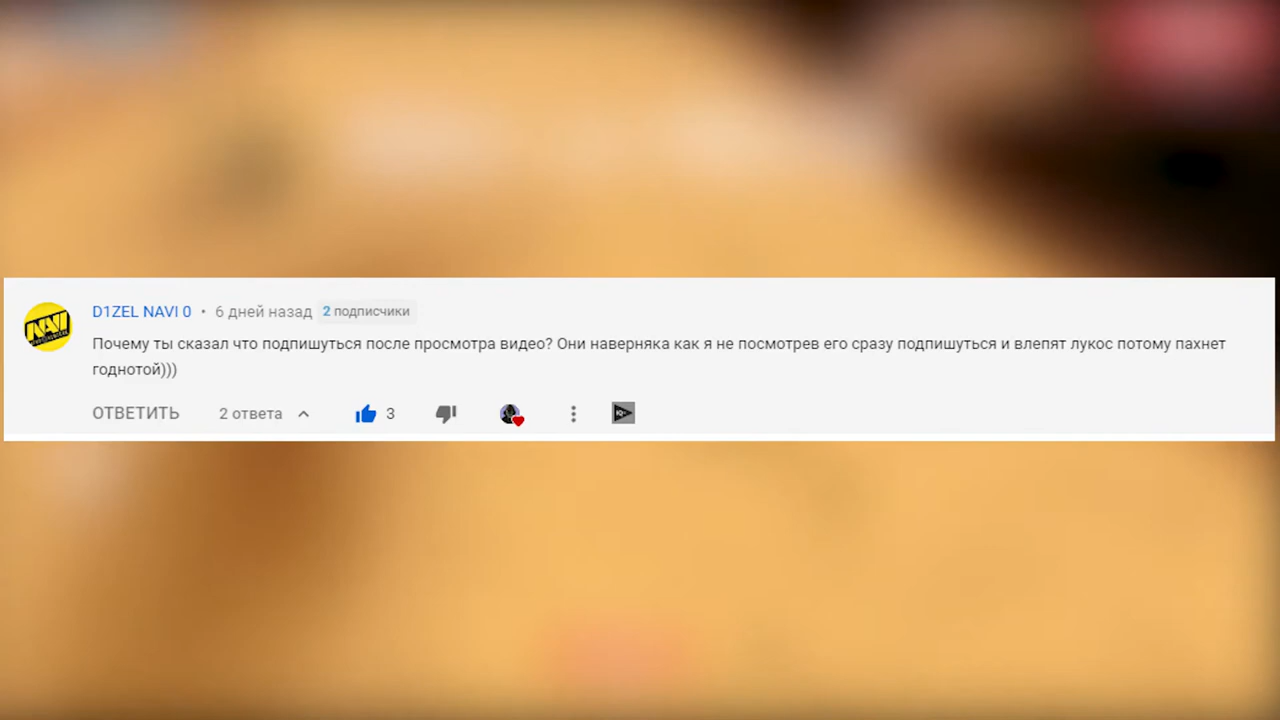 D1ZEL NAVI 0 • 6 дней назад 2 подписчики
Почему ты сказал что подпишуться после просмотра видео? Они наверняка как я не посмотрев его сразу подпишуться и влепят лукос потому пахнет
годнотой)))
ОТВЕТИТЬ 2 ответа 3
NAVI